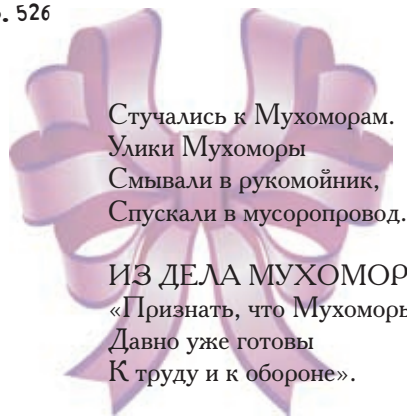 . 526
Стучались к Мухоморам.
Улики Мухоморы
Смывали в рукомойник,
Спускали в мусоропровод.
ИЗ ДЕЛА МУХОМОР
«Признать, что Мухоморы
Давно уже готовы
К труду и к обороне».